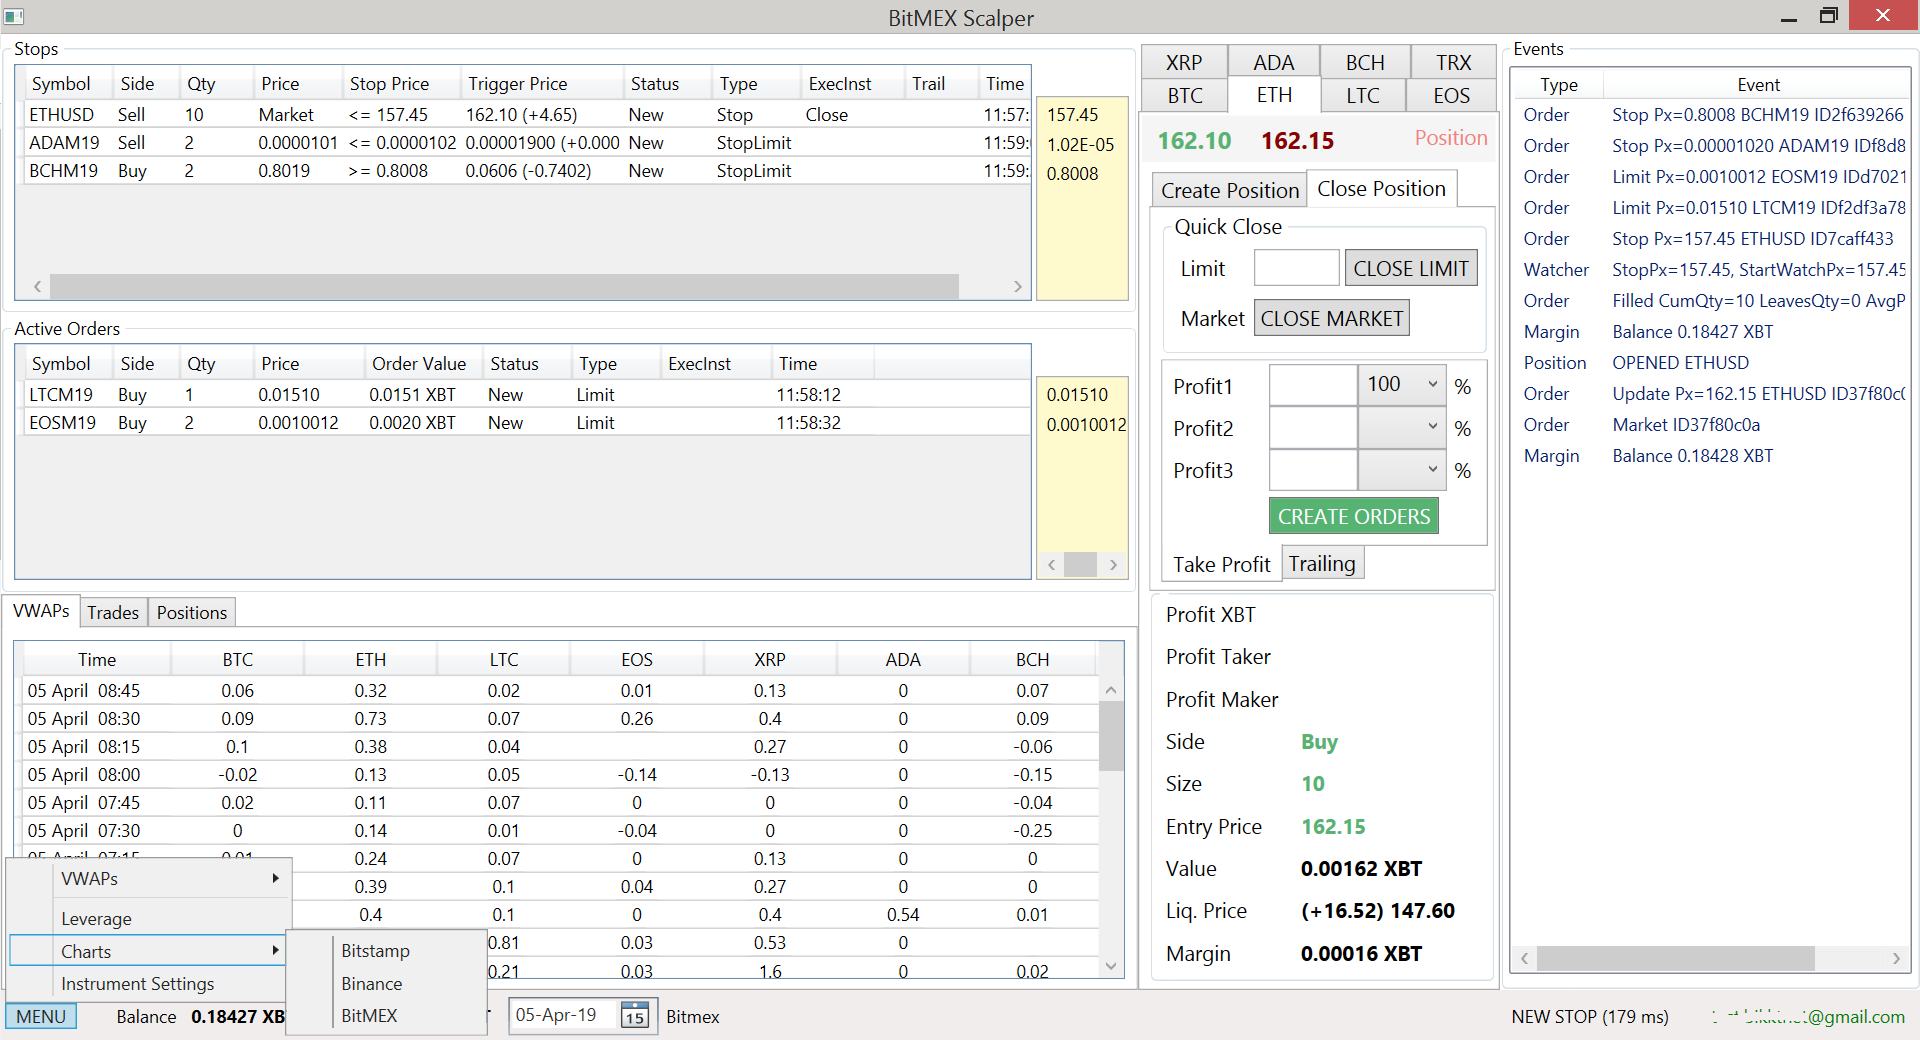 BitMEX Scalper
Stops
Symbol Side Qty Price Stop Price Trigger Price Status Type ExecInst Trail Time
ETHUSD Sell 10 Market <= 157.45 162.10 (+4.65) New Stop Close 11:57:
ADAM19 Sell 2 0.0000101 <= 0.0000102 0.00001900 (+0.000 New StopLimit 11:59:
BCHM19 Buy 2 0.8019 >= 0.8008 0.0606 (-0.7402) New StopLimit 11:59:
157.45
1.02E-05
0.8008
Active Orders
Symbol Side Qty Price Order Value Status Type ExecInst Time
LTCM19 Buy 1 0.01510 0.0151 XBT New Limit 11:58:12
EOSM19 Buy 2 0.0010012 0.0020 XBT New Limit 11:58:32
0.01510
0.0010012
VWAPs Trades Positions
Time BTC ETH LTC EOS XRP ADA BCH
05 April 08:45 0.06 0.32 0.02 0.01 0.13 0 0.07
05 April 08:30 0.09 0.73 0.07 0.26 0.4 0 0.09
05 April 08:15 0.1 0.38 0.04 0.27 0 -0.06
05 April 08:00 -0.02 0.13 0.05 -0.14 -0.13 0 -0.15
05 April 07:45 0.02 0.11 0.07 0 0 0 -0.04
05 April 07:30 0 0.14 0.01 -0.04 0 0 -0.25
05 April 07:15 0.01 0.24 0.07 0 0.13 0 0
0.39 0.1 0.04 0.27 0 0
0.4 0.1 0 0.4 0.54 0.01
0.81 0.03 0.53 0
0.21 0.03 1.6 0 0.02
VWAPs
Leverage
Charts
Instrument Settings
Bitstamp
Binance
BitMEX
MENU Balance 0.18427 XB 05-Apr-19 15 Bitmex
XRP ADA BCH TRX
BTC ETH LTC EOS
162.10 162.15 Position
Create Position Close Position
Quick Close
Limit CLOSE LIMIT
Market CLOSE MARKET
Profit1 100 %
Profit2 %
Profit3 %
CREATE ORDERS
Take Profit Trailing
Profit XBT
Profit Taker
Profit Maker
Side Buy
Size 10
Entry Price 162.15
Value 0.00162 XBT
Liq. Price (+16.52) 147.60
Margin 0.00016 XBT
Events
Type Event
Order Stop Px=0.8008 BCHM19 ID2f639266
Order Stop Px=0.00001020 ADAM19 IDf8d8
Order Limit Px=0.0010012 EOSM19 IDd7021
Order Limit Px=0.01510 LTCM19 IDf2df3a78
Order Stop Px=157.45 ETHUSD ID7caff433
Watcher StopPx=157.45, StartWatchPx=157.45
Order Filled CumQty=10 LeavesQty=0 AvgP
Margin Balance 0.18427 XBT
Position OPENED ETHUSD
Order Update Px=162.15 ETHUSD ID37f80c0
Order Market ID37f80c0a
Margin Balance 0.18428 XBT
NEW STOP (179 ms) @gmail.com